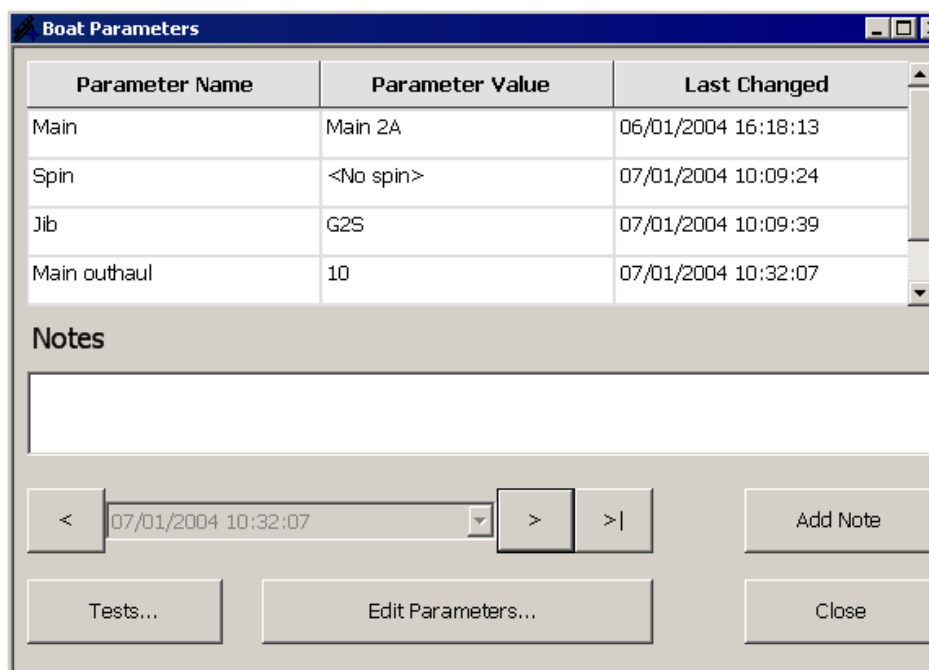 Boat Parameters
Parameter Name Parameter Value Last Changed
Main Main 2A 06/01/2004 16:18:13
Spin <No spin> 07/01/2004 10:09:24
Jib G2S 07/01/2004 10:09:39
Main outhaul 10 07/01/2004 10:32:07
Notes
< 07/01/2004 10:32:07 > >| Add Note
Tests... Edit Parameters... Close